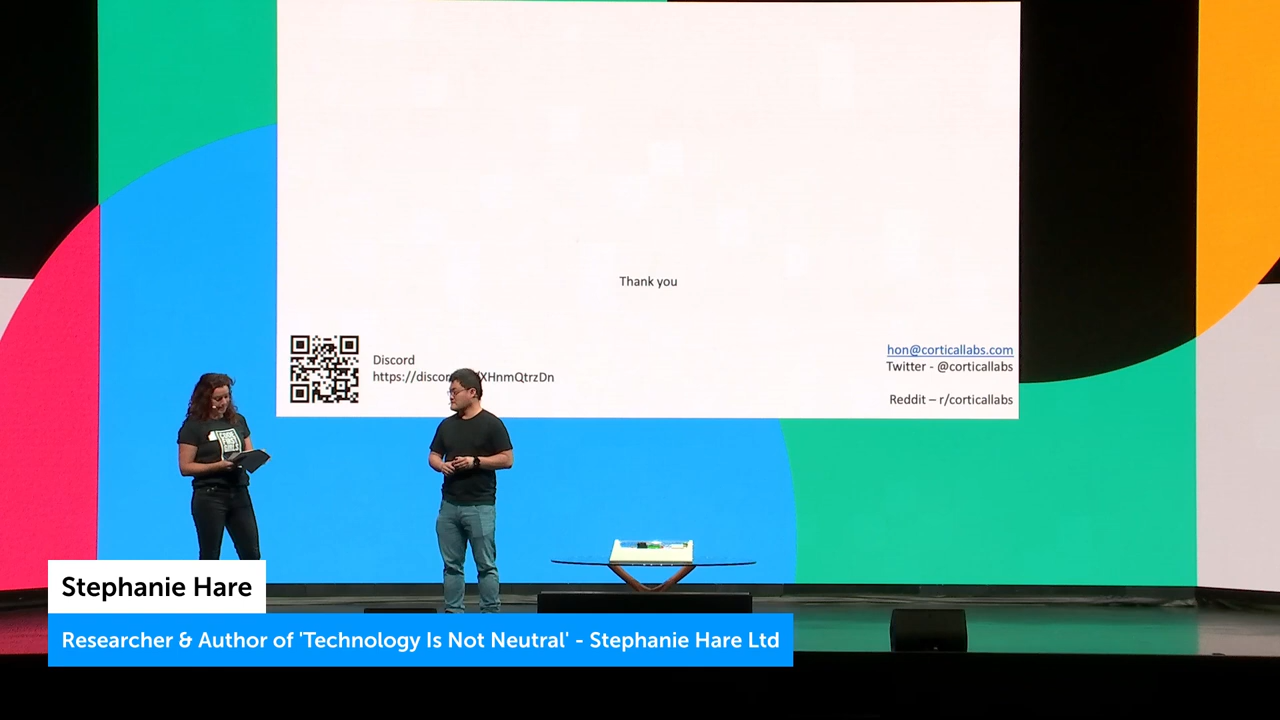 Thank you
Discord
https://discor XHnmQtrzDn
hon@corticallabs.com
Twitter - @corticallabs
Reddit – r/corticallabs
Stephanie Hare
Researcher & Author of 'Technology Is Not Neutral' - Stephanie Hare Ltd